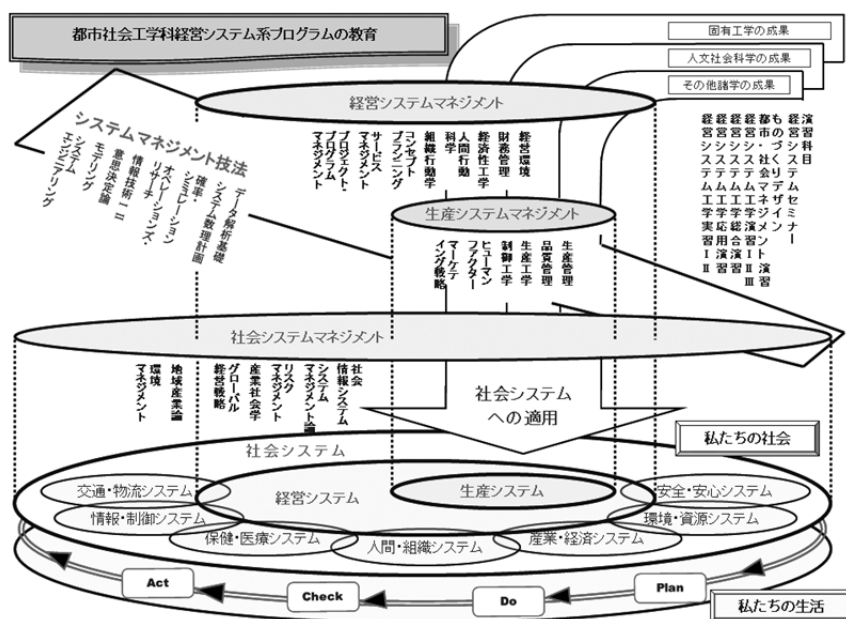 都市社会工学科経営システム系プログラムの教育
固有工学の成果
人文社会科学の成果
その他諸学の成果
経営システムマネジメント
システムマネジメント技法
データ解析基礎
システム数理計画
確率・シミュレーション
オペレーションズ・リサーチ
情報技術ⅠⅡ
意思決定論
モデリング
システムエンジニアリング
経営環境
財務管理
経済性工学
人間行動科学
組織行動学
コンセプトプランニング
サービスマネジメント
プロジェクト・プログラムマネジメント
演習科目
経営システムセミナー
ものづくりデザイン
都市・社会マネジメント演習
経営システム工学演習ⅠⅡⅢ
経営システム工学総合演習
経営システム工学応用演習
経営システム工学実習ⅠⅡ
生産システムマネジメント
生産管理
品質管理
生産工学
制御工学
ヒューマンファクター
マーケティング戦略
社会システムマネジメント
社会情報システム
システムマネジメント論
リスクマネジメント
産業社会学
グローバル経営戦略
地域産業論
環境マネジメント
社会システムへの適用
私たちの社会
社会システム
経営システム
生産システム
交通・物流システム
情報・制御システム
保健・医療システム
人間・組織システム
産業・経済システム
環境・資源システム
安全・安心システム
Act
Check
Do
Plan
私たちの生活